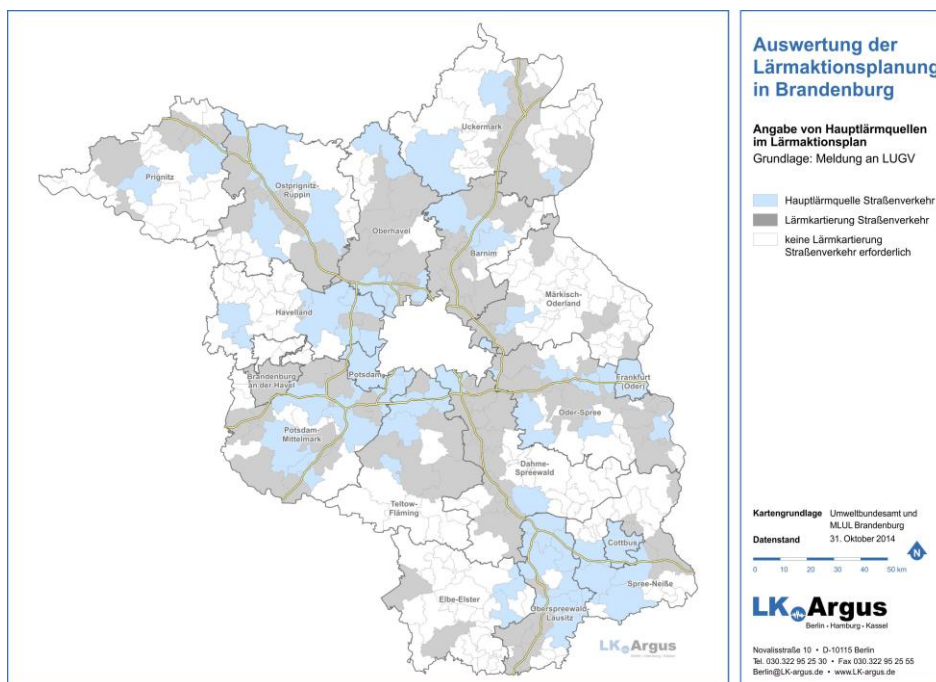 Uckermark
Prignitz
Ostprignitz-
Ruppin
Oberhavel
Barnim
Märkisch-
Oderland
Havelland
Brandenburg
an der Havel
Potsdam
Frankfurt
(Oder)
Potsdam-
Mittelmark
Oder-Spree
Dahme-
Spreewald
Teltow-
Fläming
Cottbus
Spree-Neiße
Elbe-Elster
Oberspreewald-
Lausitz
LK Argus
Auswertung der
Lärmaktionsplanung
in Brandenburg
Angabe von Hauptlärmquellen
im Lärmaktionsplan
Grundlage: Meldung an LUGV
Hauptlärmquelle Straßenverkehr
Lärmkartierung Straßenverkehr
keine Lärmkartierung
Straßenverkehr erforderlich
Kartengrundlage Umweltbundesamt und
MLUL Brandenburg
Datenstand 31. Oktober 2014
N
0 10 20 30 40 50 km
LK Argus
Berlin • Hamburg • Kassel
Novalisstraße 10 • D-10115 Berlin
Tel. 030.322 95 25 30 • Fax 030.322 95 25 55
Berlin@LK-argus.de • www.LK-argus.de